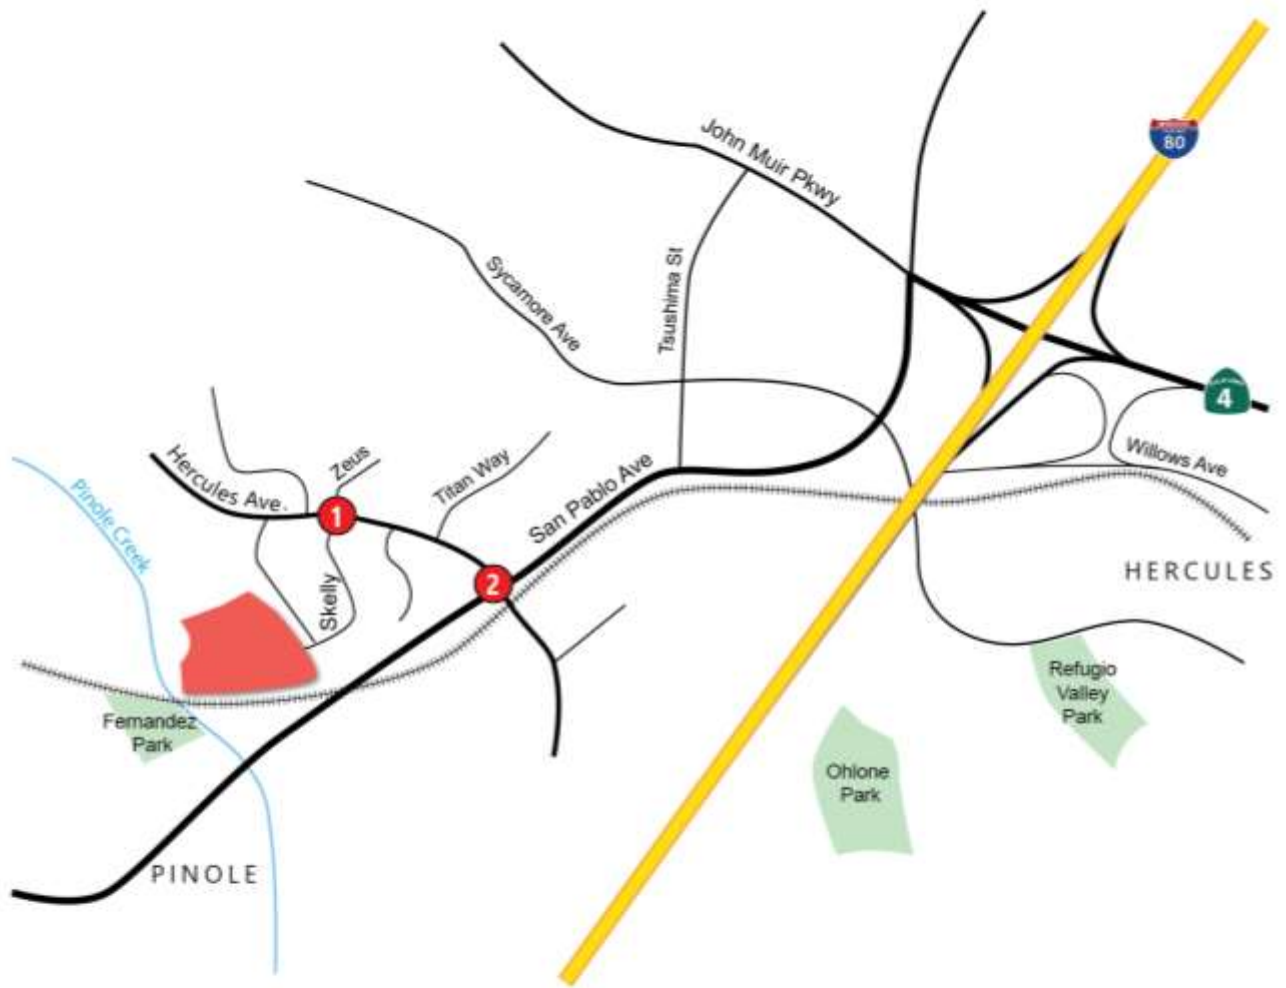 John Muir Pkwy
80
Sycamore Ave
Tsushima St
4
Hercules Ave.
Zeus
Titan Way
San Pablo Ave
Willows Ave
Pinole Creek
1
2
Skelly
HERCULES
Refugio
Valley
Park
Fernandez
Park
Ohlone
Park
PINOLE